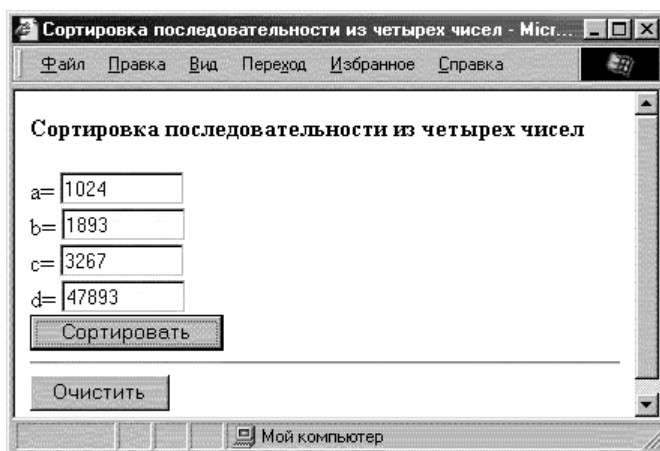 Сортировка последовательности из четырех чисел - Micr...
Файл Правка Вид Переход Избранное Справка
Сортировка последовательности из четырех чисел
a= 1024
b= 1893
c= 3267
d= 47893
Сортировать
Очистить
Мой компьютер